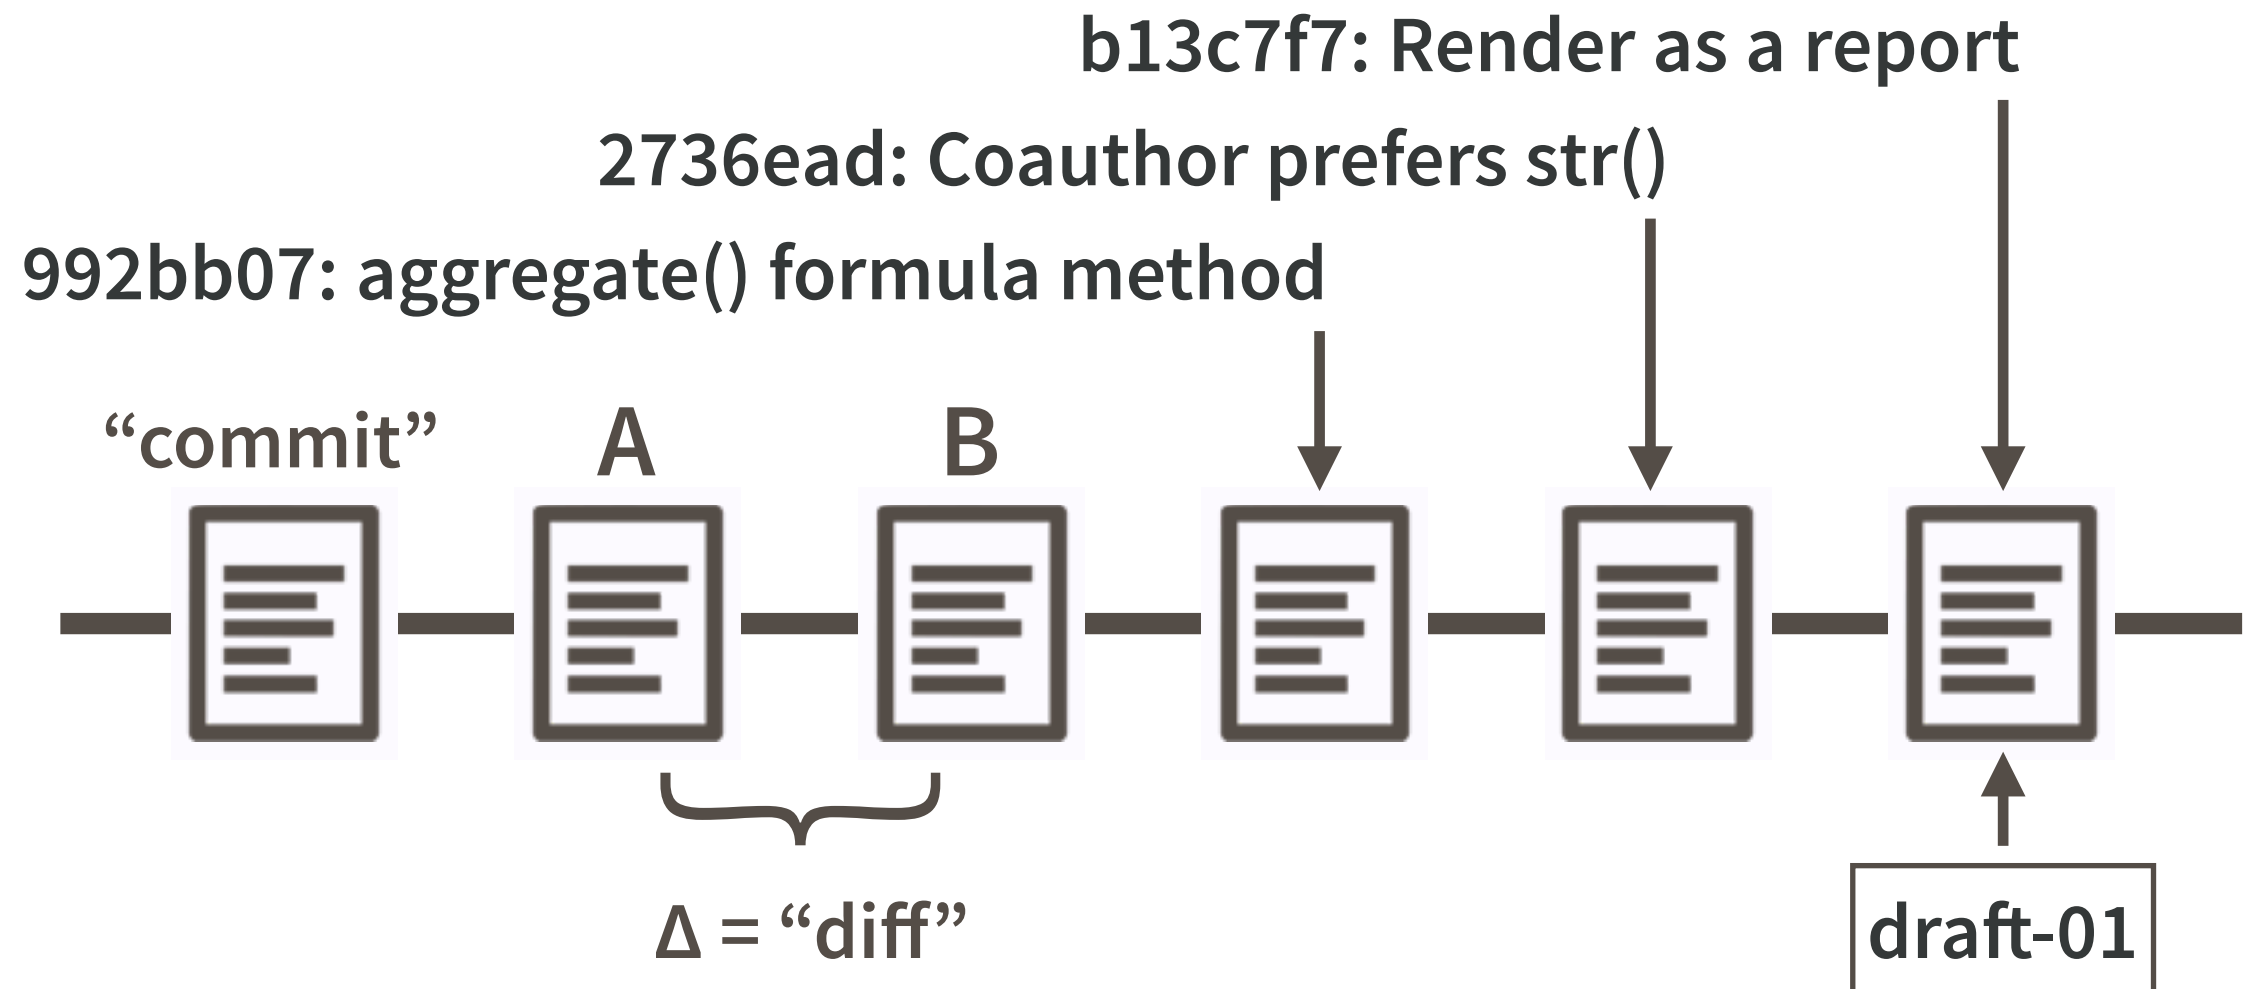 b13c7f7: Render as a report
2736ead: Coauthor prefers str()
992bb07: aggregate() formula method
“commit”
A
B
Δ = “diff”
draft-01